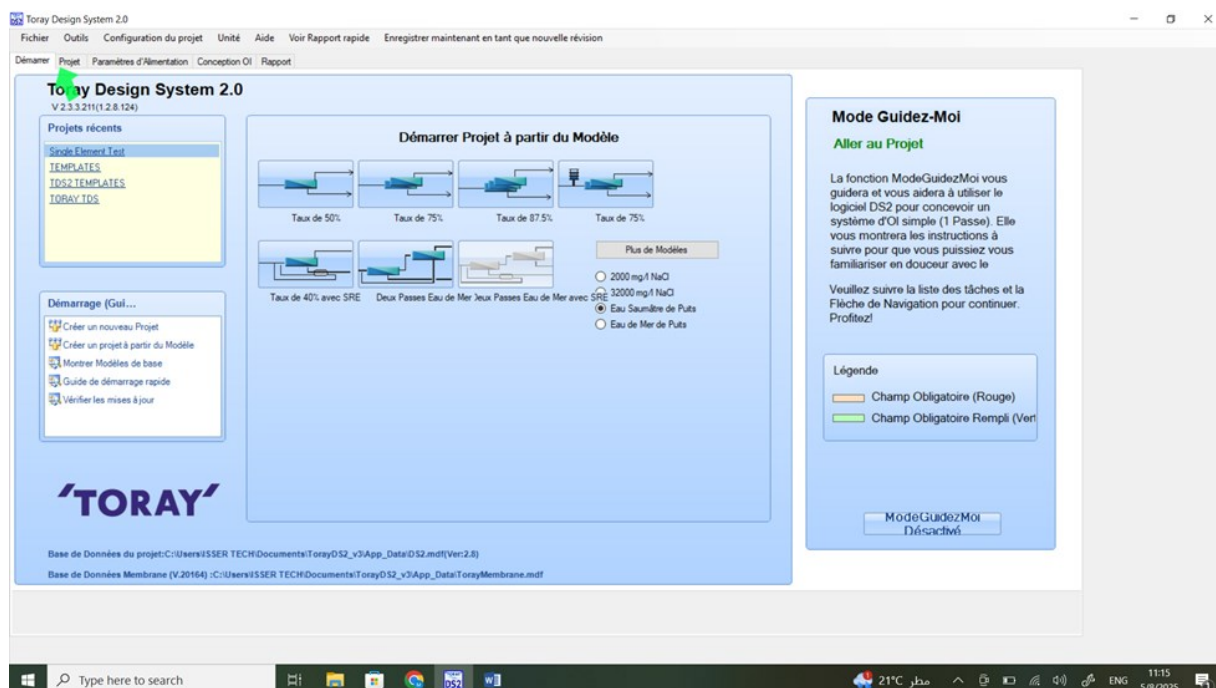 Toray Design System 2.0
Fichier Outils Configuration du projet Unité Aide Voir Rapport rapide Enregistrer maintenant en tant que nouvelle révision
Démarrer Projet Paramètres d'Alimentation Conception OI Rapport
Toray Design System 2.0
V 2.3.3.211(1.2.8.124)
Projets récents
Single Element Test
TEMPLATES
TDS2 TEMPLATES
TORAY TDS
Démarrage (Gui...
Créer un nouveau Projet
Créer un projet à partir du Modèle
Montrer Modèles de base
Guide de démarrage rapide
Vérifier les mises à jour
Démarrer Projet à partir du Modèle
Taux de 50% Taux de 75% Taux de 87.5% Taux de 75%
Taux de 40% avec SRE Deux Passes Eau de Mer Deux Passes Eau de Mer avec SRE
Plus de Modèles
2000 mg/l NaCl
32000 mg/l NaCl
Eau Saumâtre de Puits
Eau de Mer de Puits
'TORAY'
Base de Données du projet:C:\Users\ISSER TECH\Documents\TorayDS2_v3\App_Data\DS2.mdf(Ver:2.8)
Base de Données Membrane (V.20164) :C:\Users\ISSER TECH\Documents\TorayDS2_v3\App_Data\TorayMembrane.mdf
Mode Guidez-Moi
Aller au Projet
La fonction ModeGuidezMoi vous
guidera et vous aidera à utiliser le
logiciel DS2 pour concevoir un
système d'OI simple (1 Passe). Elle
vous montrera les instructions à
suivre pour que vous puissiez vous
familiariser en douceur avec le
Veuillez suivre la liste des tâches et la
Flèche de Navigation pour continuer.
Profitez!
Légende
Champ Obligatoire (Rouge)
Champ Obligatoire Rempli (Vert
ModeGuidezMoi
Désactivé
Type here to search
DS2
21°C مطر
ENG
11:15
5/8/2025